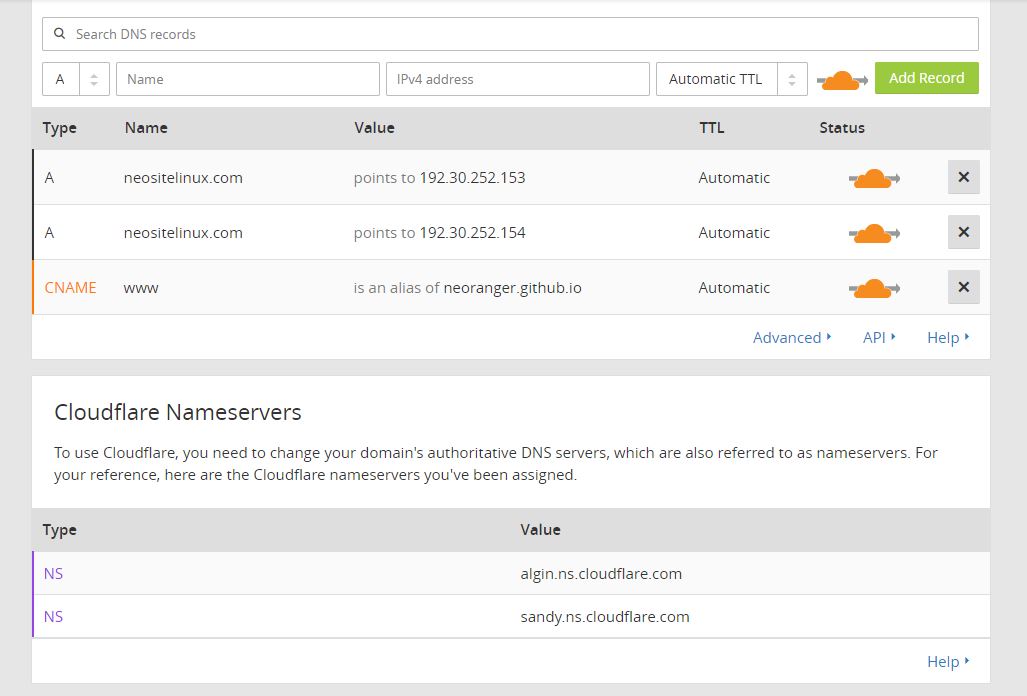 Search DNS records
A Name IPv4 address Automatic TTL Add Record
Type Name Value TTL Status
A neositelinux.com points to 192.30.252.153 Automatic
A neositelinux.com points to 192.30.252.154 Automatic
CNAME www is an alias of neoranger.github.io Automatic
Advanced API Help
Cloudflare Nameservers
To use Cloudflare, you need to change your domain's authoritative DNS servers, which are also referred to as nameservers. For
your reference, here are the Cloudflare nameservers you've been assigned.
Type Value
NS algin.ns.cloudflare.com
NS sandy.ns.cloudflare.com
Help